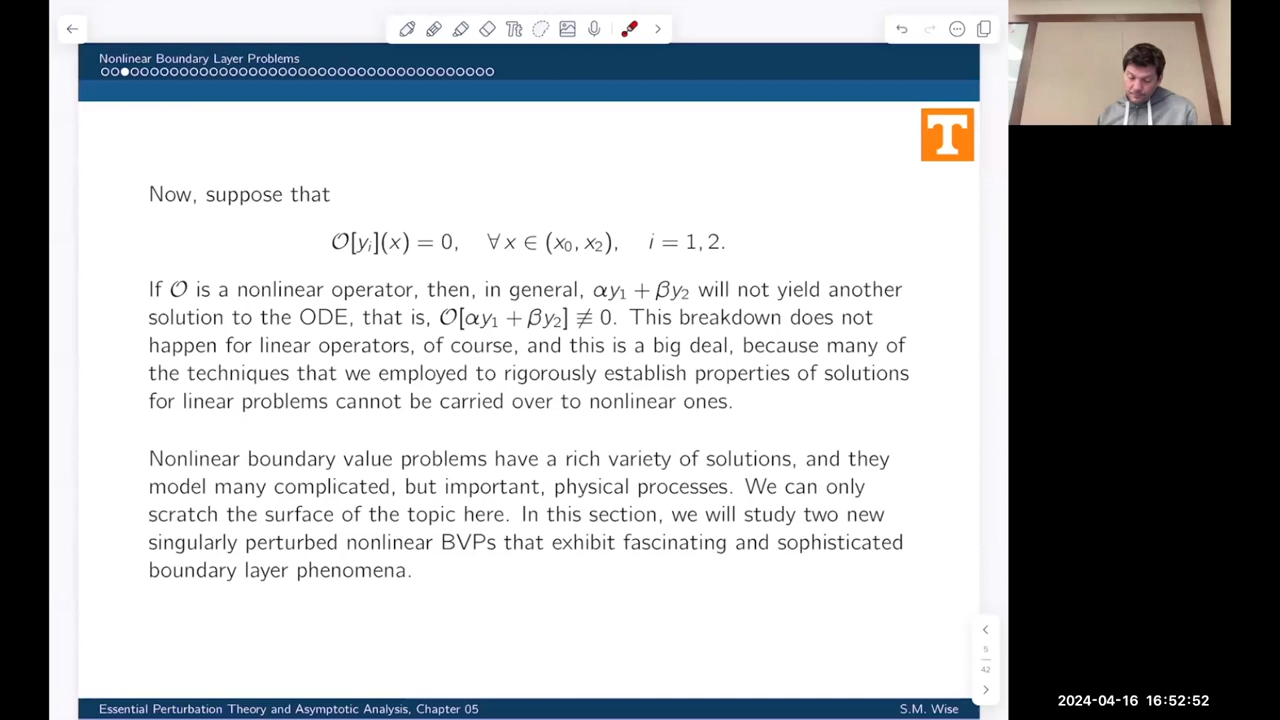 Nonlinear Boundary Layer Problems
T
Now, suppose that
𝒪[yᵢ](x) = 0, ∀ x ∈ (x₀, x₂), i = 1, 2.
If 𝒪 is a nonlinear operator, then, in general, αy₁ + βy₂ will not yield another
solution to the ODE, that is, 𝒪[αy₁ + βy₂] ≢ 0. This breakdown does not
happen for linear operators, of course, and this is a big deal, because many of
the techniques that we employed to rigorously establish properties of solutions
for linear problems cannot be carried over to nonlinear ones.
Nonlinear boundary value problems have a rich variety of solutions, and they
model many complicated, but important, physical processes. We can only
scratch the surface of the topic here. In this section, we will study two new
singularly perturbed nonlinear BVPs that exhibit fascinating and sophisticated
boundary layer phenomena.
5
42
Essential Perturbation Theory and Asymptotic Analysis, Chapter 05 S.M. Wise
2024-04-16 16:52:52